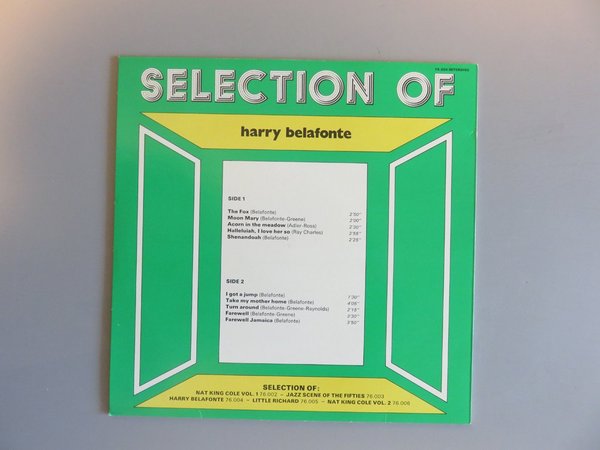 SELECTION OF
harry belafonte
SIDE 1
The Fox (Belafonte) 2'50"
Moon Mary (Belafonte-Greene) 2'00"
Acorn in the meadow (Adler-Ross) 2'30"
Halleluiah, I love her so (Ray Charles) 2'58"
Shenandoah (Belafonte) 2'25"
SIDE 2
I got a jump (Belafonte) 1'30"
Take my mother home (Belafonte) 4'05"
Turn around (Belafonte-Greene-Reynolds) 2'15"
Farewell (Belafonte-Greene) 3'30"
Farewell Jamaica (Belafonte) 3'50"
SELECTION OF:
NAT KING COLE VOL. 1 76.002 – JAZZ SCENE OF THE FIFTIES 76.003
HARRY BELAFONTE 76.004 – LITTLE RICHARD 76.005 – NAT KING COLE VOL. 2 76.006